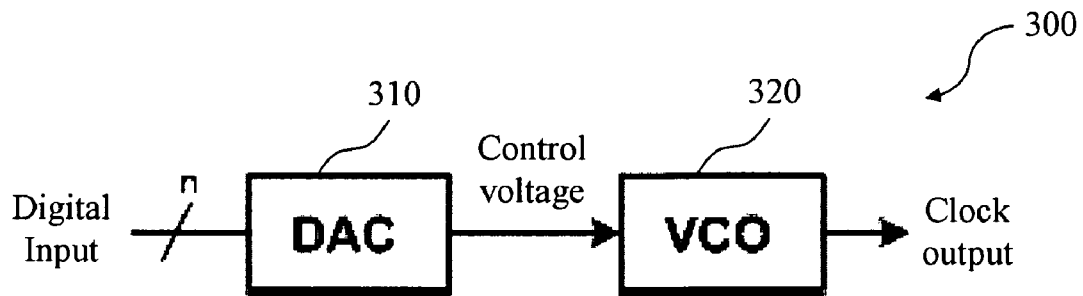 300
310
320
Control
voltage
n
Digital
Input
DAC
VCO
Clock
output